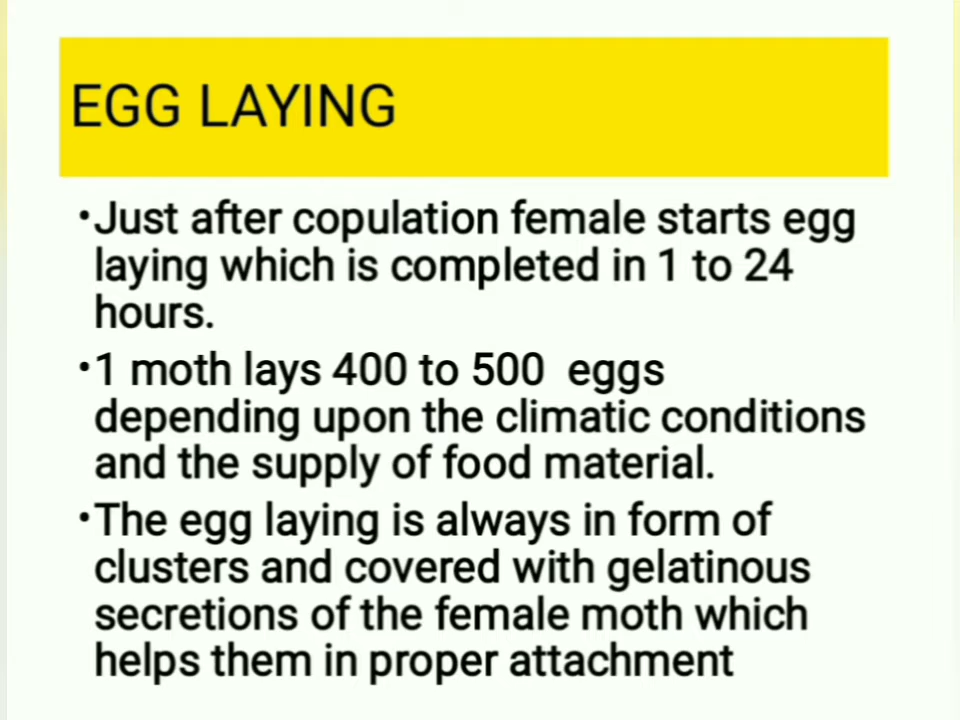 EGG LAYING
•Just after copulation female starts egg
laying which is completed in 1 to 24
hours.
•1 moth lays 400 to 500  eggs
depending upon the climatic conditions
and the supply of food material.
•The egg laying is always in form of
clusters and covered with gelatinous
secretions of the female moth which
helps them in proper attachment